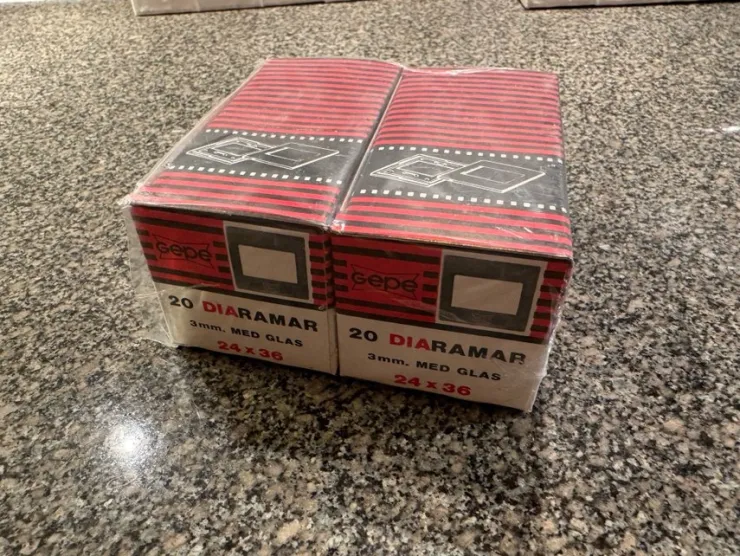 Gepe
20 DIARAMAR
3mm. MED GLAS
24 x 36
Gepe
20 DIARAMAR
3mm. MED GLAS
24 x 36